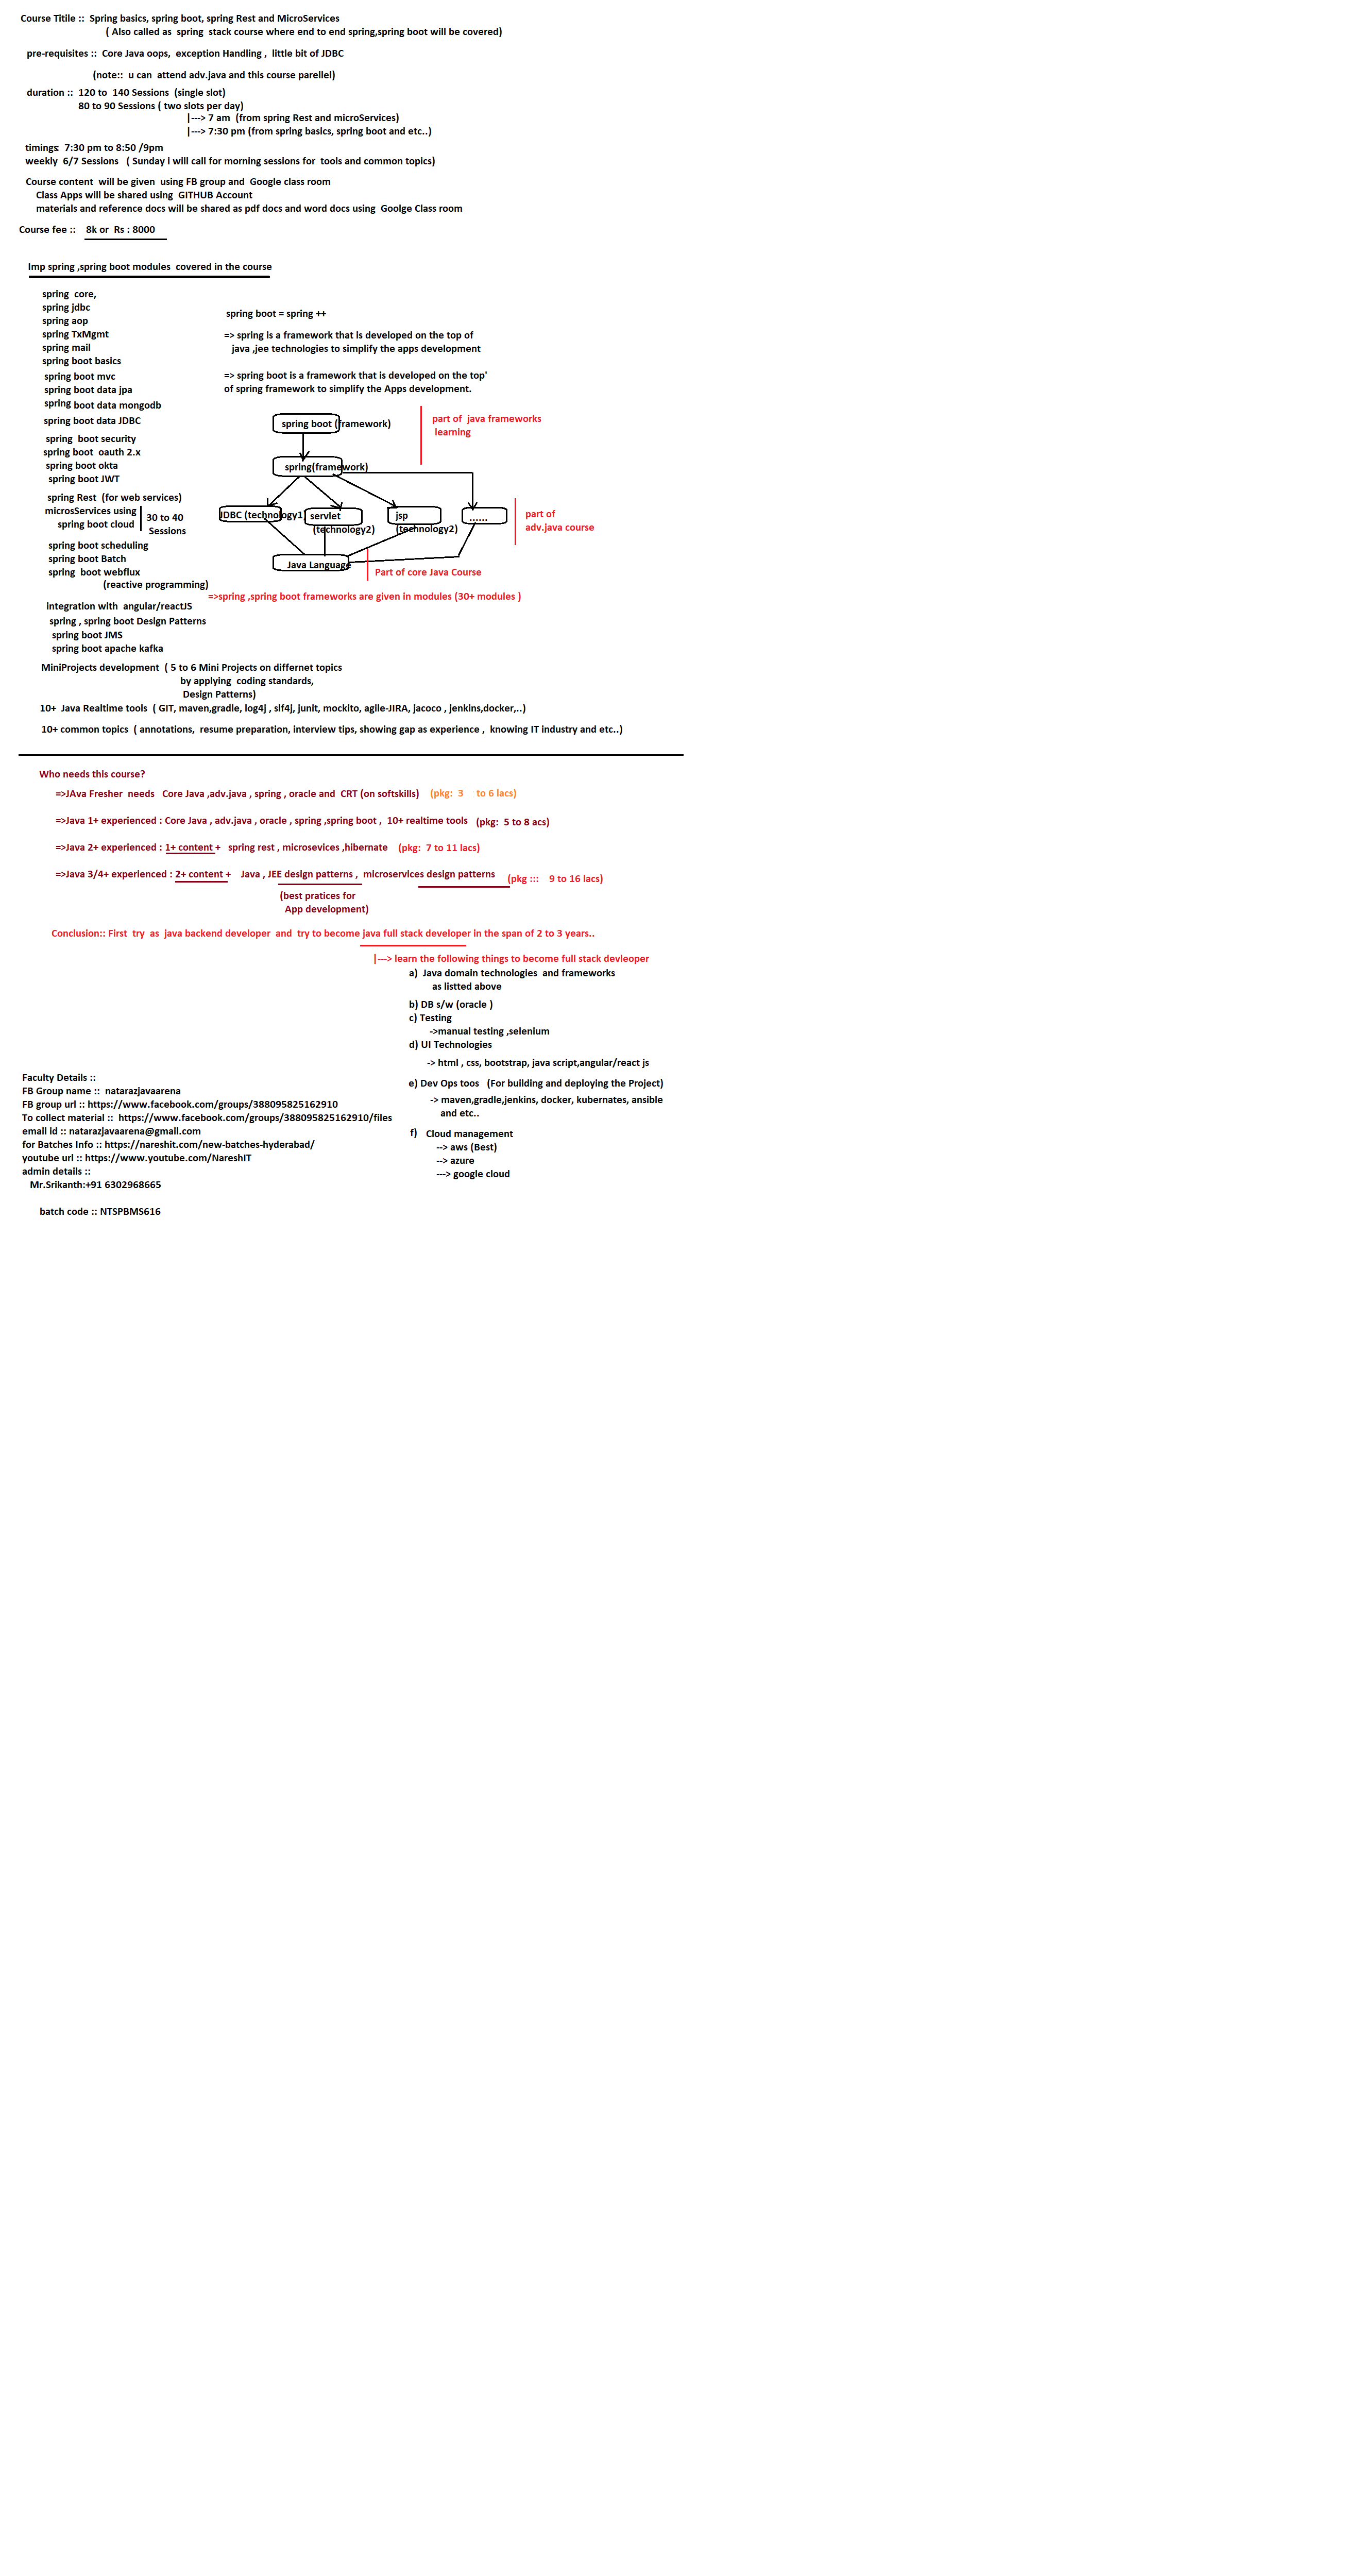 Course Titile ::  Spring basics, spring boot, spring Rest and MicroServices
( Also called as  spring  stack course where end to end spring,spring boot will be covered)
pre-requisites ::  Core Java oops,  exception Handling ,  little bit of JDBC
(note::  u can  attend adv.java and this course parellel)
duration ::  120 to  140 Sessions  (single slot)
80 to 90 Sessions ( two slots per day)
|---> 7 am  (from spring Rest and microServices)
|---> 7:30 pm (from spring basics, spring boot and etc..)
timings:  7:30 pm to 8:50 /9pm
weekly  6/7 Sessions   ( Sunday i will call for morning sessions for  tools and common topics)
Course content  will be given  using FB group and  Google class room
Class Apps will be shared using  GITHUB Account
materials and reference docs will be shared as pdf docs and word docs using  Goolge Class room
Course fee ::    8k or  Rs : 8000
Imp spring ,spring boot modules  covered in the course
spring  core,
spring jdbc
spring aop
spring TxMgmt
spring mail
spring boot basics
spring boot mvc
spring boot data jpa
spring boot data mongodb
spring boot data JDBC
spring  boot security
spring boot  oauth 2.x
spring boot okta
spring boot JWT
spring Rest  (for web services)
microsServices using
spring boot cloud
30 to 40
Sessions
spring boot scheduling
spring boot Batch
spring  boot webflux
(reactive programming)
integration with  angular/reactJS
spring , spring boot Design Patterns
spring boot JMS
spring boot apache kafka
spring boot = spring ++
=> spring is a framework that is developed on the top of
java ,jee technologies to simplify the apps development
=> spring boot is a framework that is developed on the top'
of spring framework to simplify the Apps development.
spring boot (framework)
part of  java frameworks
learning
spring(framework)
JDBC (technology1)
servlet
(technology2)
jsp
(technology2)
......
part of
adv.java course
Java Language
Part of core Java Course
=>spring ,spring boot frameworks are given in modules (30+ modules )
MiniProjects development  ( 5 to 6 Mini Projects on differnet topics
by applying  coding standards,
Design Patterns)
10+  Java Realtime tools  ( GIT, maven,gradle, log4j , slf4j, junit, mockito, agile-JIRA, jacoco , jenkins,docker,..)
10+ common topics  ( annotations,  resume preparation, interview tips, showing gap as experience ,  knowing IT industry and etc..)
Who needs this course?
=>JAva Fresher  needs   Core Java ,adv.java , spring , oracle and  CRT (on softskills)    (pkg:  3     to 6 lacs)
=>Java 1+ experienced : Core Java , adv.java , oracle , spring ,spring boot ,  10+ realtime tools   (pkg:  5 to 8 acs)
=>Java 2+ experienced : 1+ content +   spring rest , microsevices ,hibernate    (pkg:  7 to 11 lacs)
=>Java 3/4+ experienced : 2+ content +    Java , JEE design patterns ,  microservices design patterns    (pkg :::    9 to 16 lacs)
(best pratices for
App development)
Conclusion:: First  try  as  java backend developer  and  try to become java full stack developer in the span of 2 to 3 years..
|---> learn the following things to become full stack devleoper
a)  Java domain technologies  and frameworks
as listted above
b) DB s/w (oracle )
c) Testing
->manual testing ,selenium
d) UI Technologies
-> html , css, bootstrap, java script,angular/react js
e) Dev Ops toos   (For building and deploying the Project)
-> maven,gradle,jenkins, docker, kubernates, ansible
and etc..
f)   Cloud management
--> aws (Best)
--> azure
---> google cloud
Faculty Details ::
FB Group name ::  natarazjavaarena
FB group url :: https://www.facebook.com/groups/388095825162910
To collect material ::  https://www.facebook.com/groups/388095825162910/files
email id :: natarazjavaarena@gmail.com
for Batches Info :: https://nareshit.com/new-batches-hyderabad/
youtube url :: https://www.youtube.com/NareshIT
admin details ::
Mr.Srikanth:+91 6302968665
batch code :: NTSPBMS616